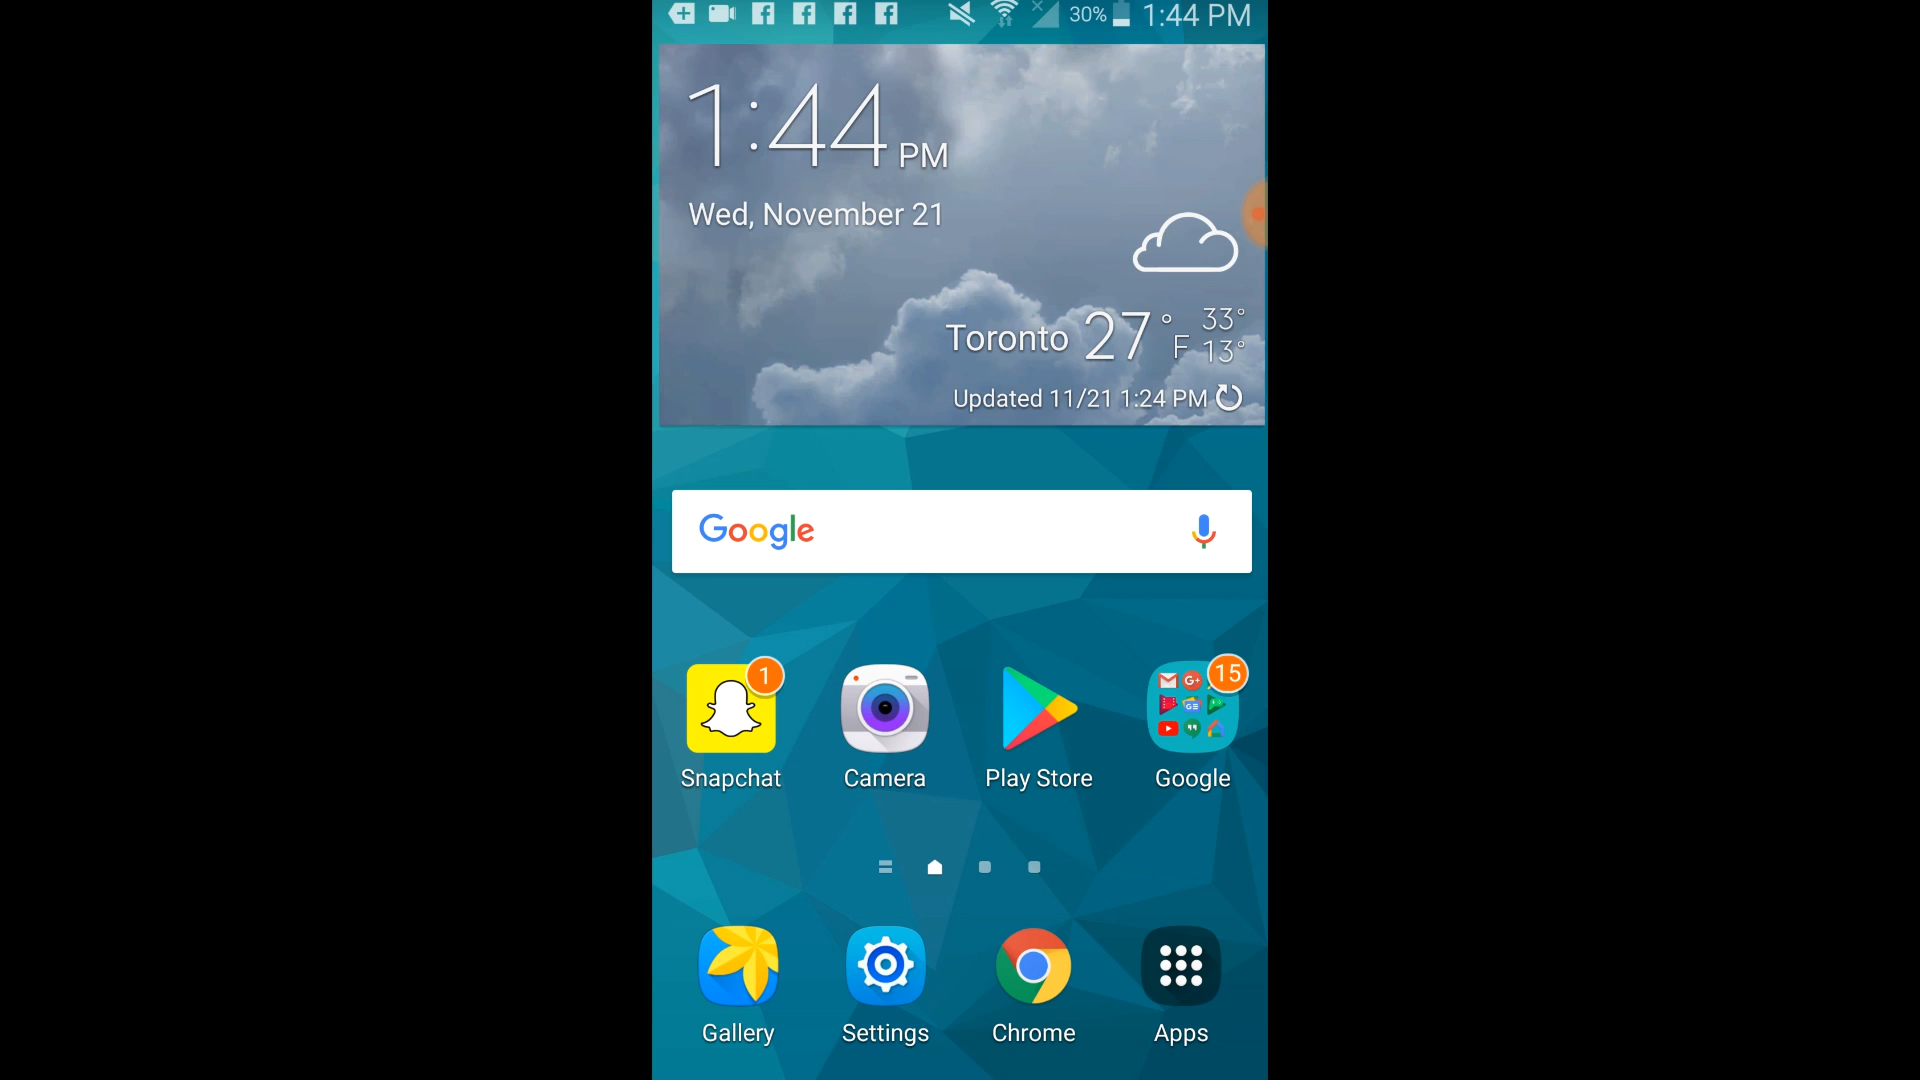 30% 1:44 PM
1:44 PM
Wed, November 21
Toronto 27° F 33° 13°
Updated 11/21 1:24 PM
Google
1
15
Snapchat Camera Play Store Google
Gallery Settings Chrome Apps